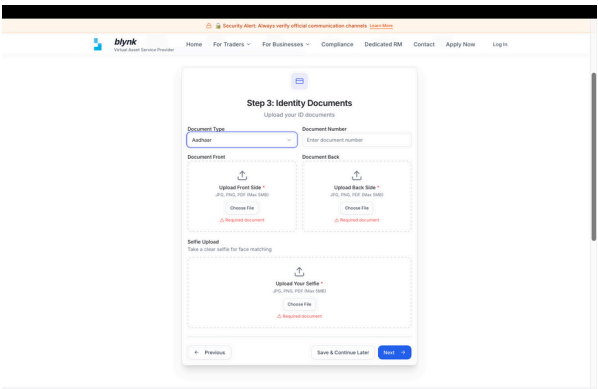 Security Alert: Always verify official communication channels. Learn More
blynk
Virtual Asset Service Provider
Home For Traders For Businesses Compliance Dedicated RM Contact Apply Now Log In
Step 3: Identity Documents
Upload your ID documents
Document Type Document Number
Aadhaar Enter document number
Document Front Document Back
Upload Front Side * Upload Back Side *
JPG, PNG, PDF (Max 5MB) JPG, PNG, PDF (Max 5MB)
Choose File Choose File
Required document Required document
Selfie Upload
Take a clear selfie for face matching
Upload Your Selfie *
JPG, PNG, PDF (Max 5MB)
Choose File
Required document
← Previous Save & Continue Later Next →